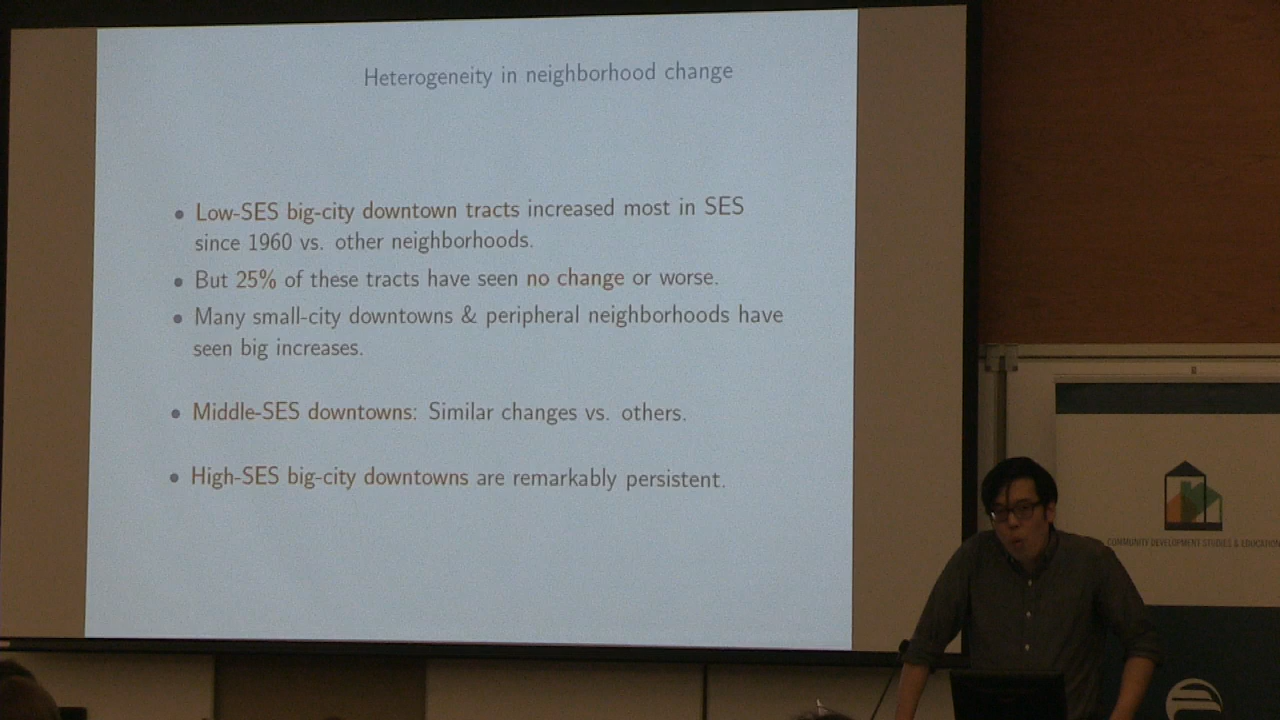 Heterogeneity in neighborhood change
• Low-SES big-city downtown tracts increased most in SES
since 1960 vs. other neighborhoods.
• But 25% of these tracts have seen no change or worse.
• Many small-city downtowns & peripheral neighborhoods have
seen big increases.
• Middle-SES downtowns: Similar changes vs. others.
• High-SES big-city downtowns are remarkably persistent.
COMMUNITY DEVELOPMENT STUDIES & EDUCATION